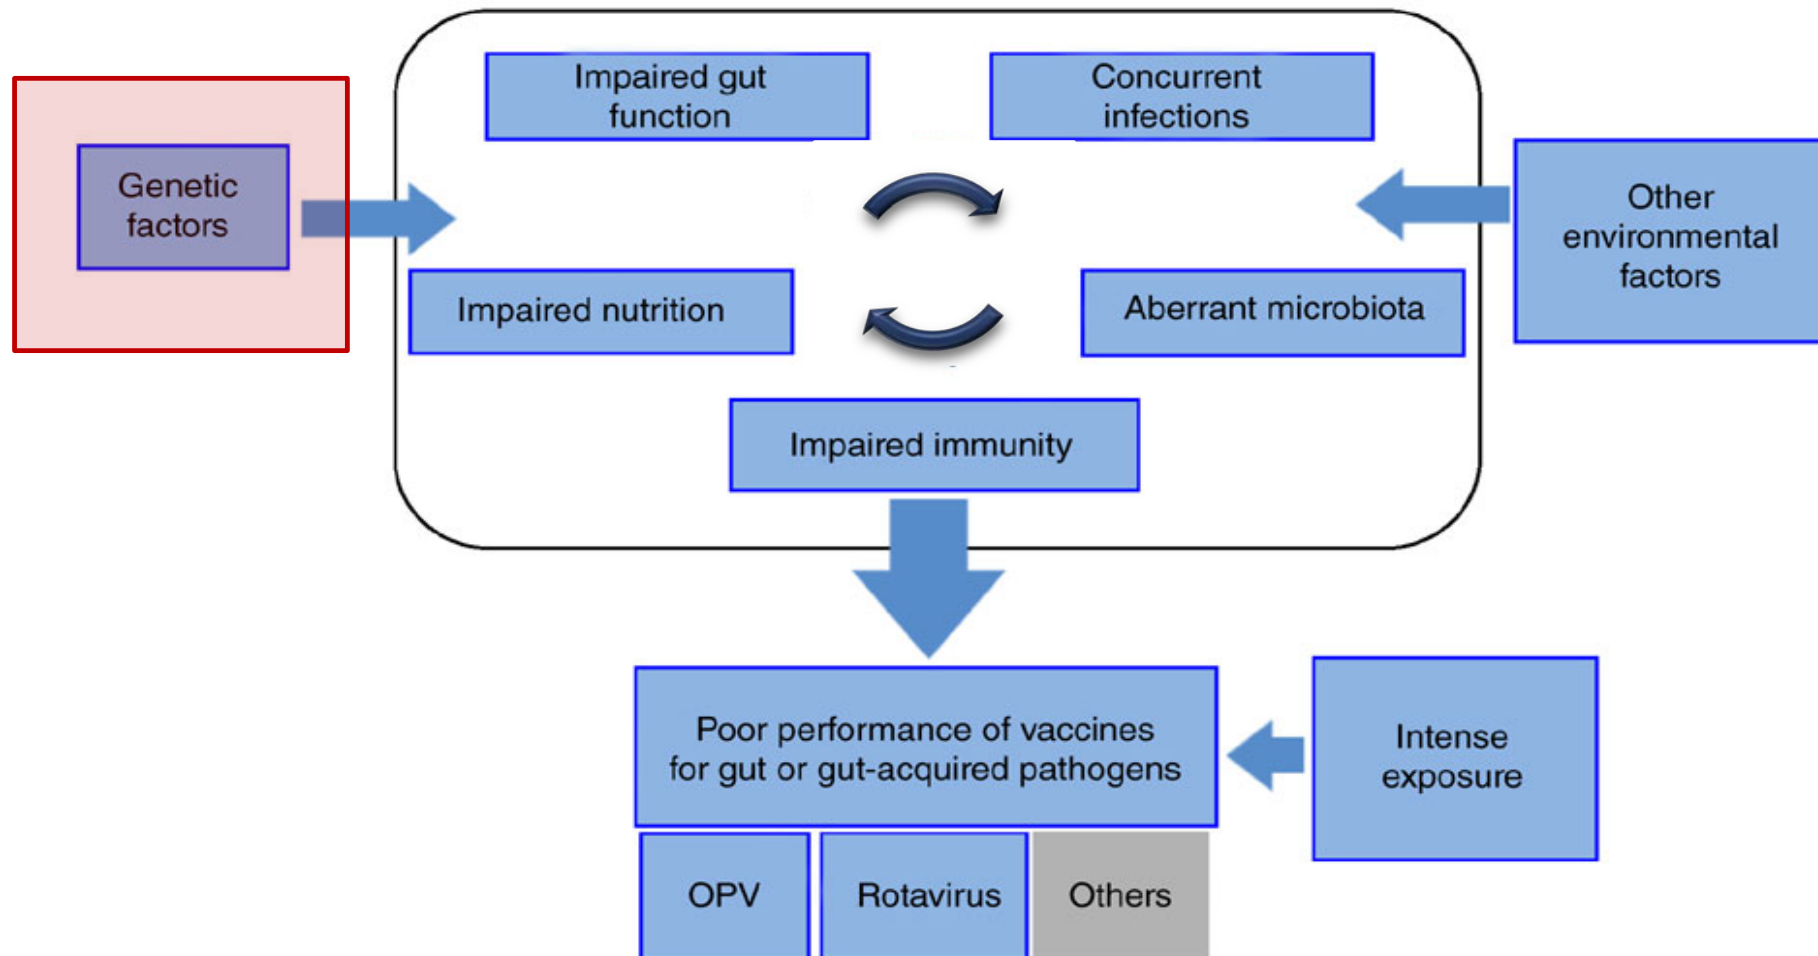 Impaired gut
function
Concurrent
infections
Genetic
factors
Other
environmental
factors
Impaired nutrition
Aberrant microbiota
Impaired immunity
Poor performance of vaccines
for gut or gut-acquired pathogens
Intense
exposure
OPV
Rotavirus
Others